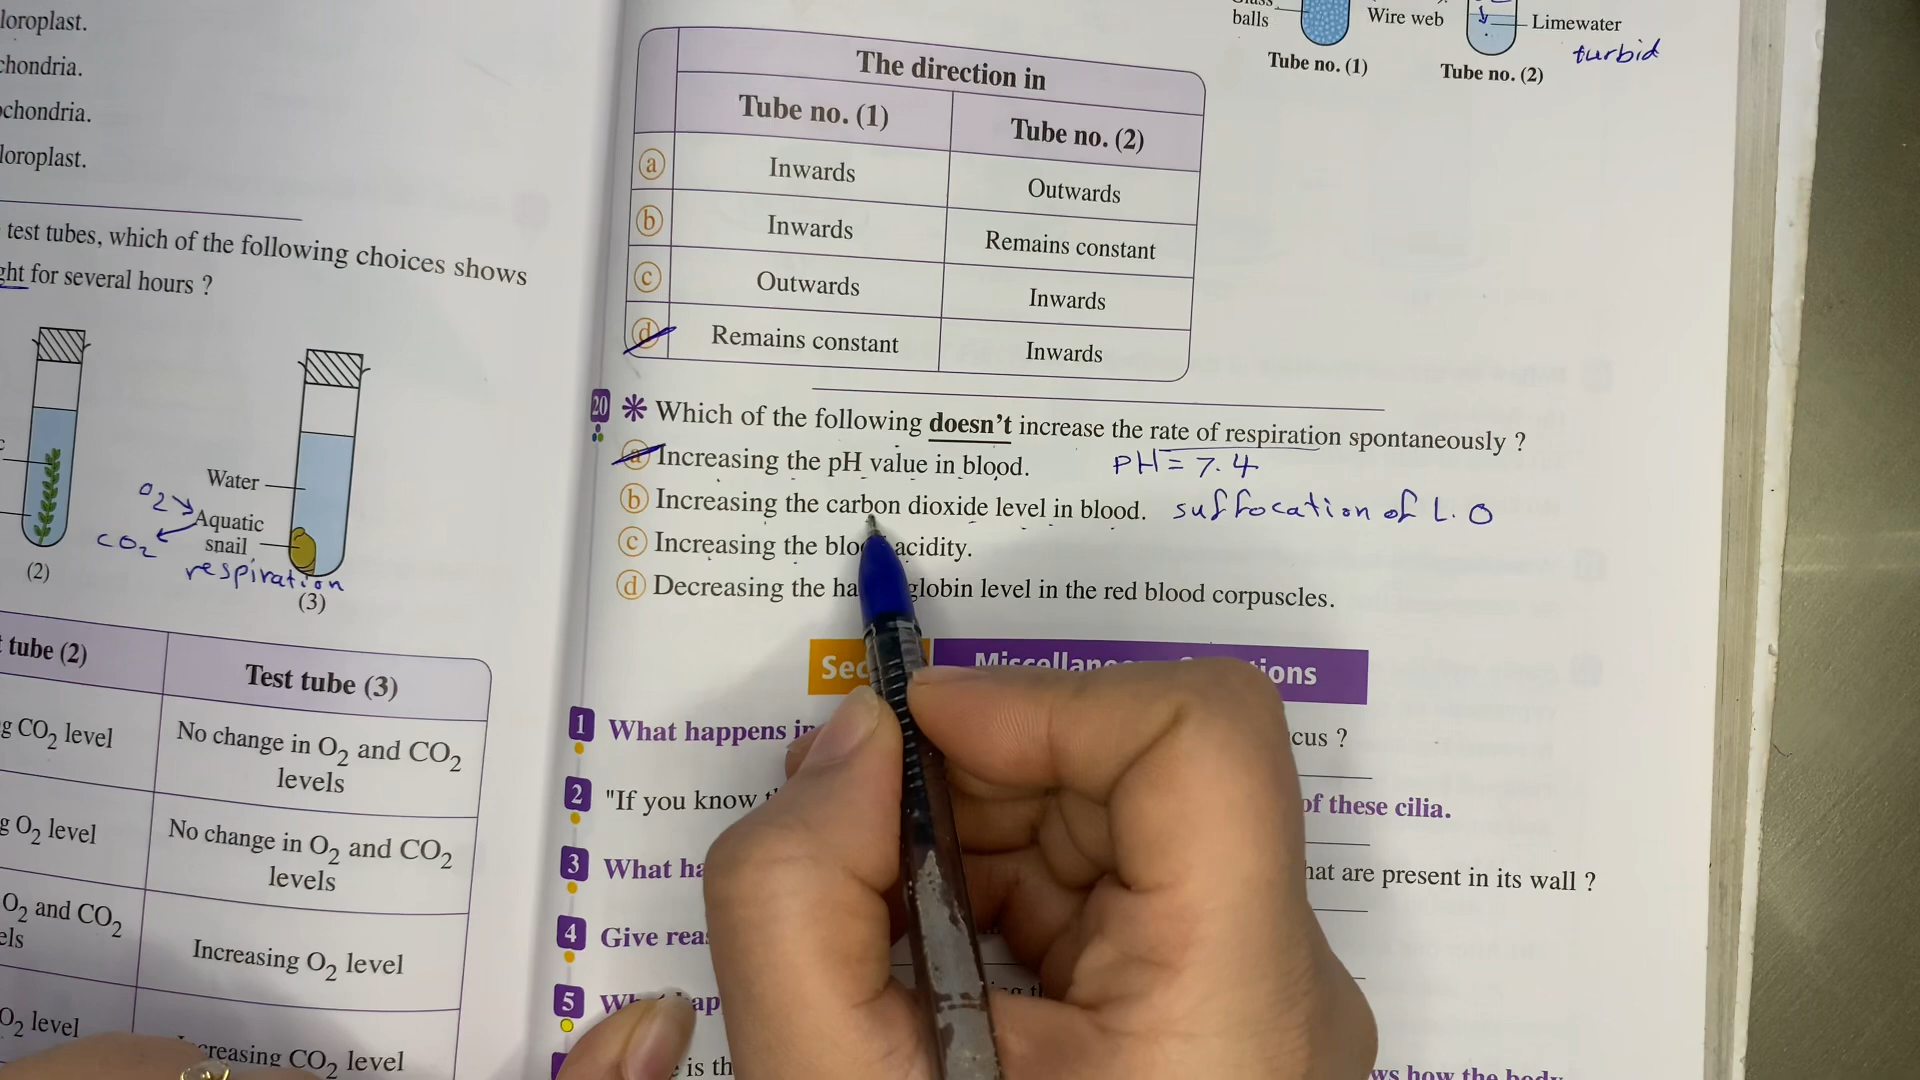 loroplast.
chondria.
chondria.
loroplast.
test tubes, which of the following choices shows
ght for several hours ?
Water
O2
Aquatic
snail
CO2
respiration
(2)
(3)
tube (2)
Test tube (3)
g CO2 level
No change in O2 and CO2
levels
g O2 level
No change in O2 and CO2
levels
O2 and CO2
els
Increasing O2 level
O2 level
creasing CO2 level
balls
Wire web
Limewater
turbid
Tube no. (1)
Tube no. (2)
The direction in
Tube no. (1)
Tube no. (2)
a Inwards Outwards
b Inwards Remains constant
c Outwards Inwards
d Remains constant Inwards
20 * Which of the following doesn't increase the rate of respiration spontaneously ?
a Increasing the pH value in blood. PH = 7.4
b Increasing the carbon dioxide level in blood. suffocation of L.O
c Increasing the blo acidity.
d Decreasing the ha globin level in the red blood corpuscles.
Sec Miscellan ions
1 What happens in cus ?
2 "If you know of these cilia.
3 What ha hat are present in its wall ?
4 Give reas
5 ap
is th
ws how the body